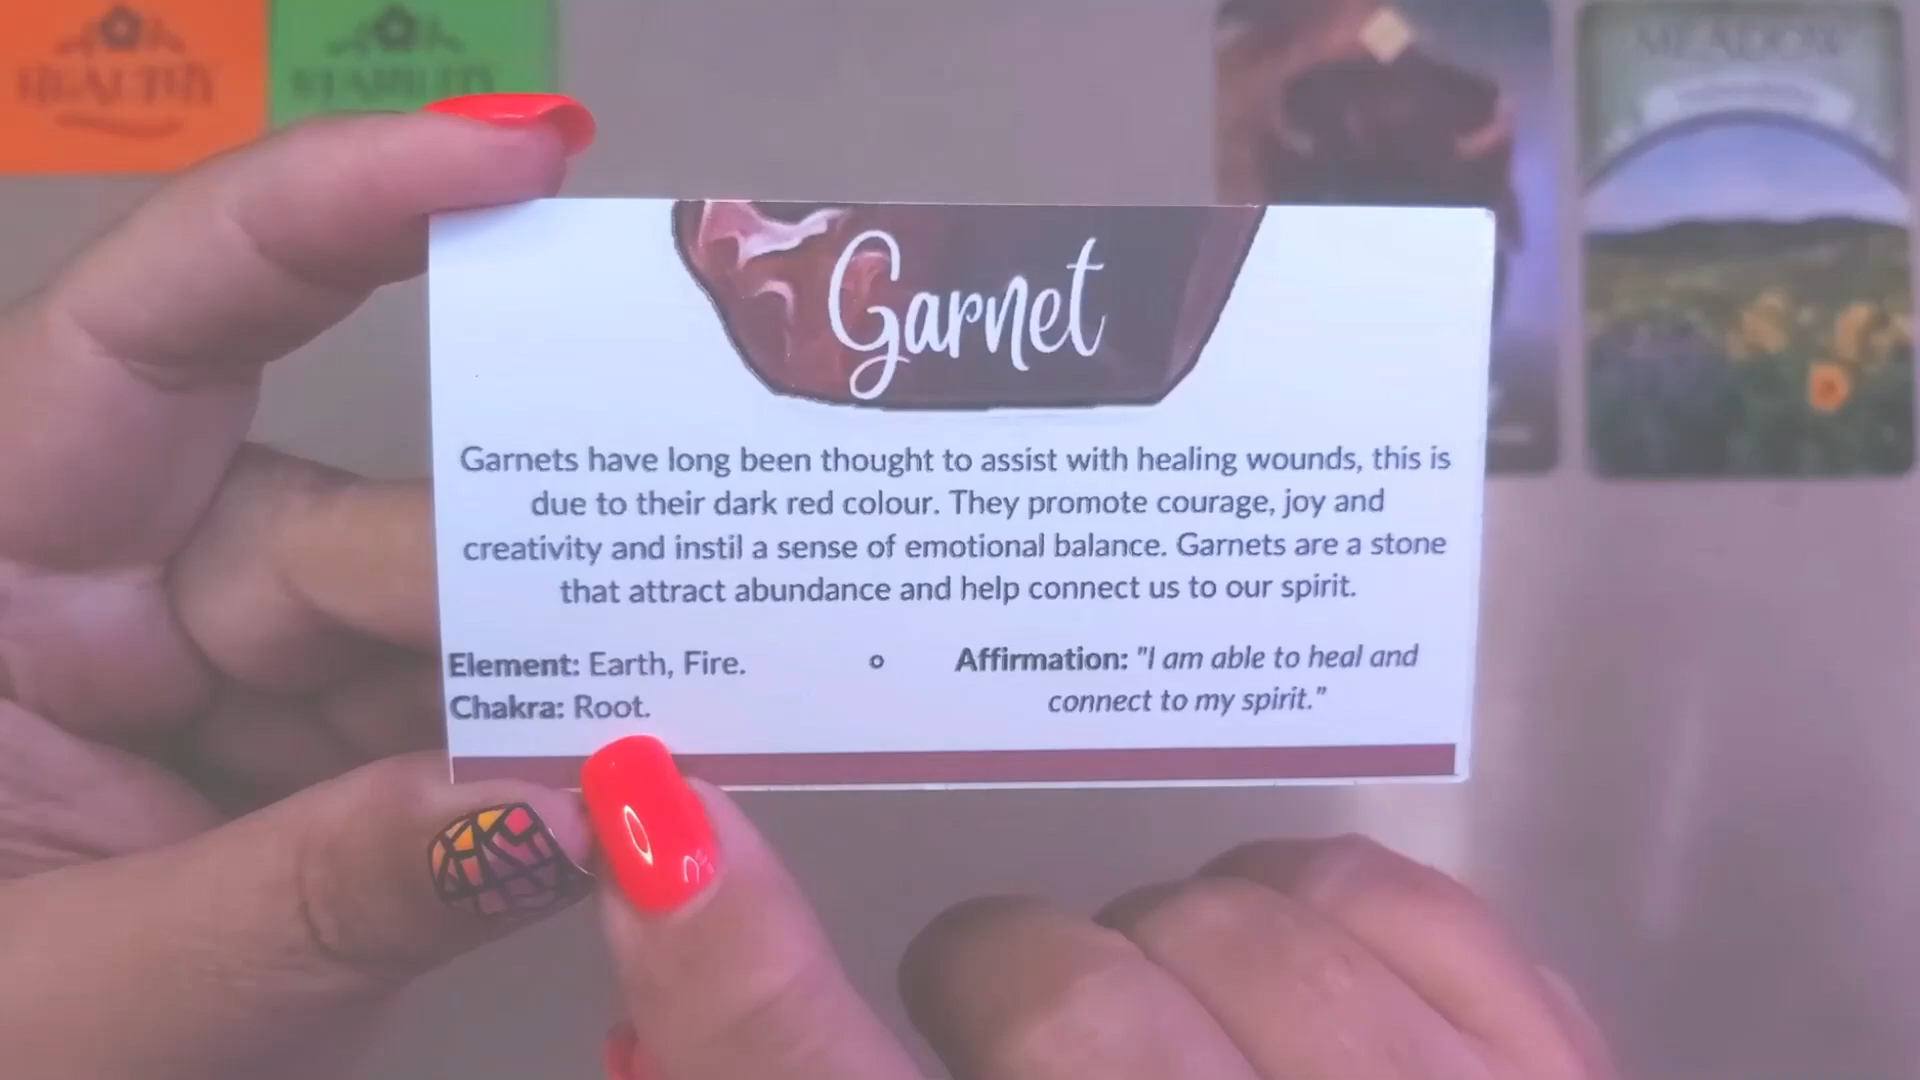 HEALTHY
STABILITY
MEADOW
Garnet
Garnets have long been thought to assist with healing wounds, this is
due to their dark red colour. They promote courage, joy and
creativity and instil a sense of emotional balance. Garnets are a stone
that attract abundance and help connect us to our spirit.
Element: Earth, Fire.
Chakra: Root.
Affirmation: "I am able to heal and
connect to my spirit."